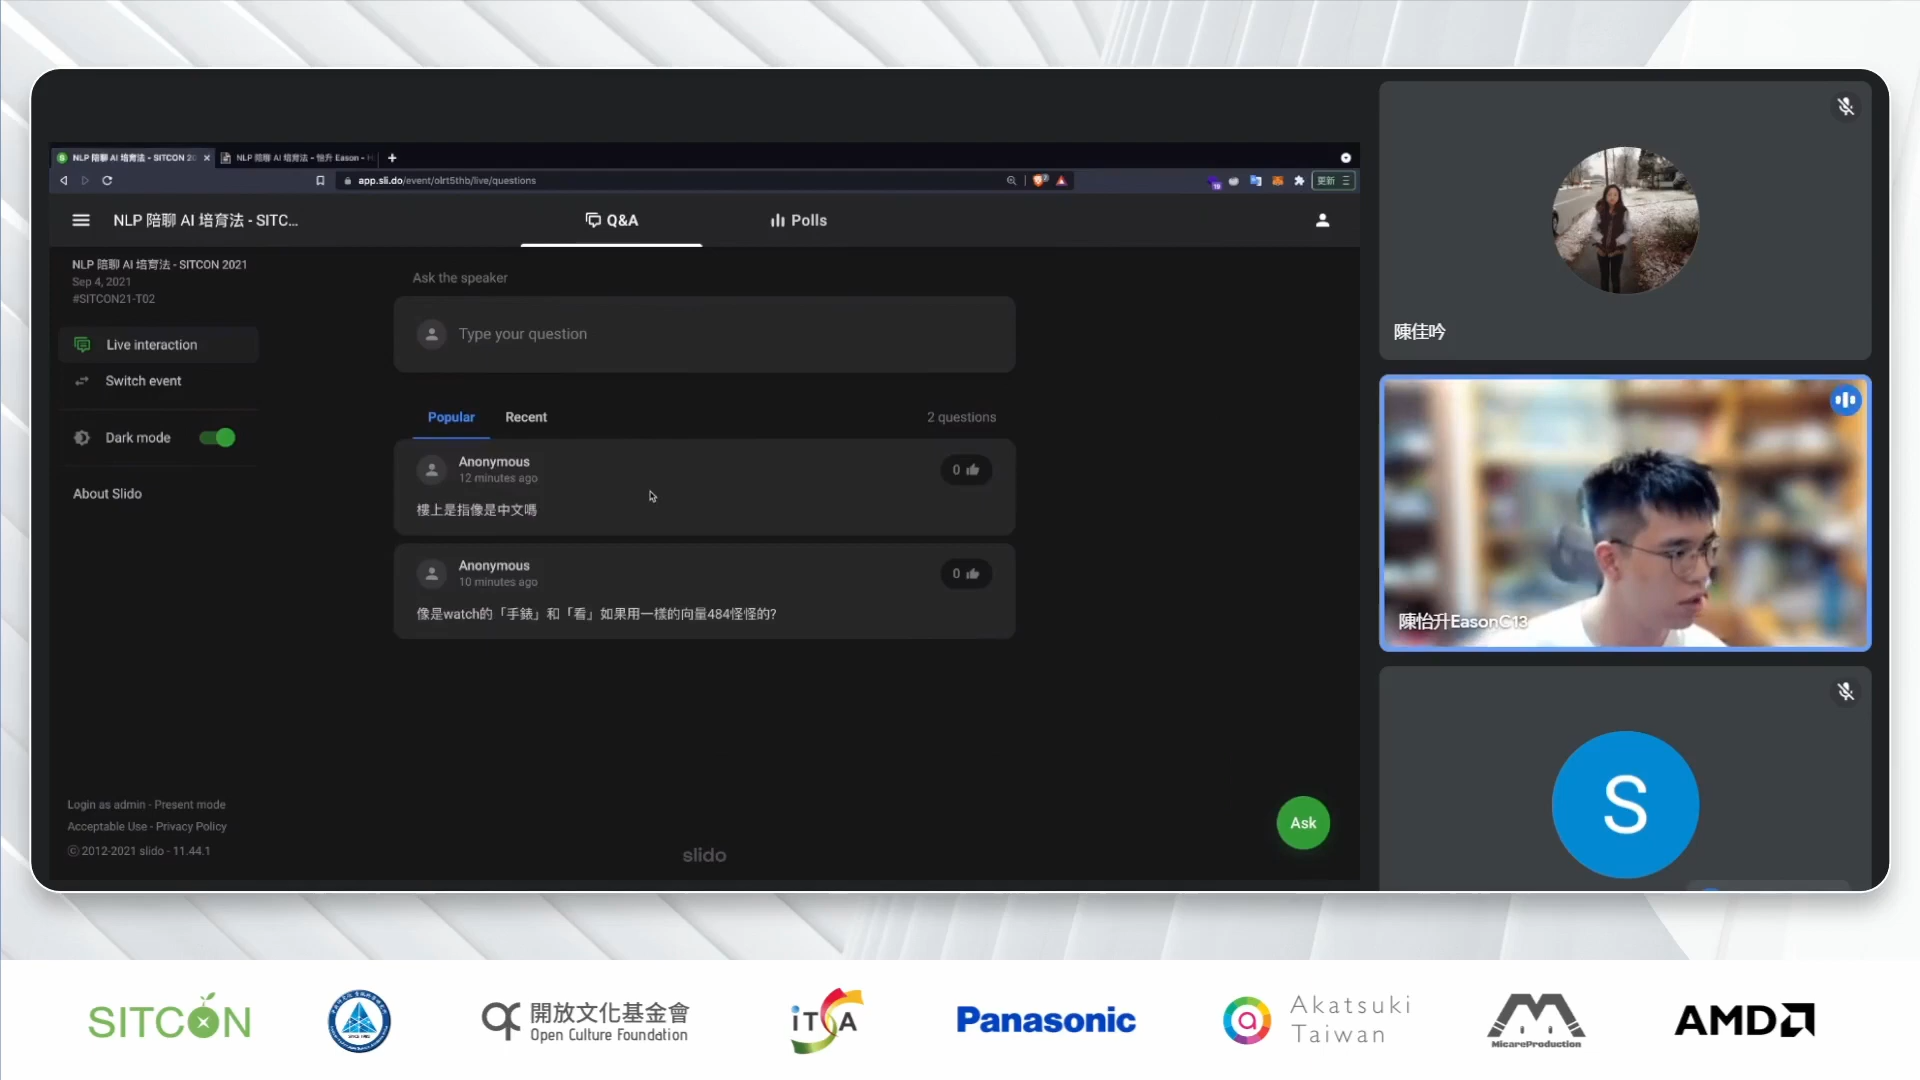 NLP 陪聊 AI 培育法 - SITCON 20
NLP 陪聊 AI 培育法 - 怡升 Eason - H
app.sli.do/event/olrt5thb/live/questions
更新
NLP 陪聊 AI 培育法 - SITC...
Q&A
Polls
NLP 陪聊 AI 培育法 - SITCON 2021
Sep 4, 2021
#SITCON21-T02
Live interaction
Switch event
Dark mode
About Slido
Ask the speaker
Type your question
Popular
Recent
2 questions
Anonymous
12 minutes ago
0
樓上是指像是中文嗎
Anonymous
10 minutes ago
0
像是watch的「手錶」和「看」如果用一樣的向量484怪怪的?
Login as admin - Present mode
Acceptable Use - Privacy Policy
© 2012-2021 slido - 11.44.1
slido
Ask
陳佳吟
陳怡升EasonC13
S
SITCON
開放文化基金會
Open Culture Foundation
iTSA
Panasonic
Akatsuki
Taiwan
MicareProduction
AMD